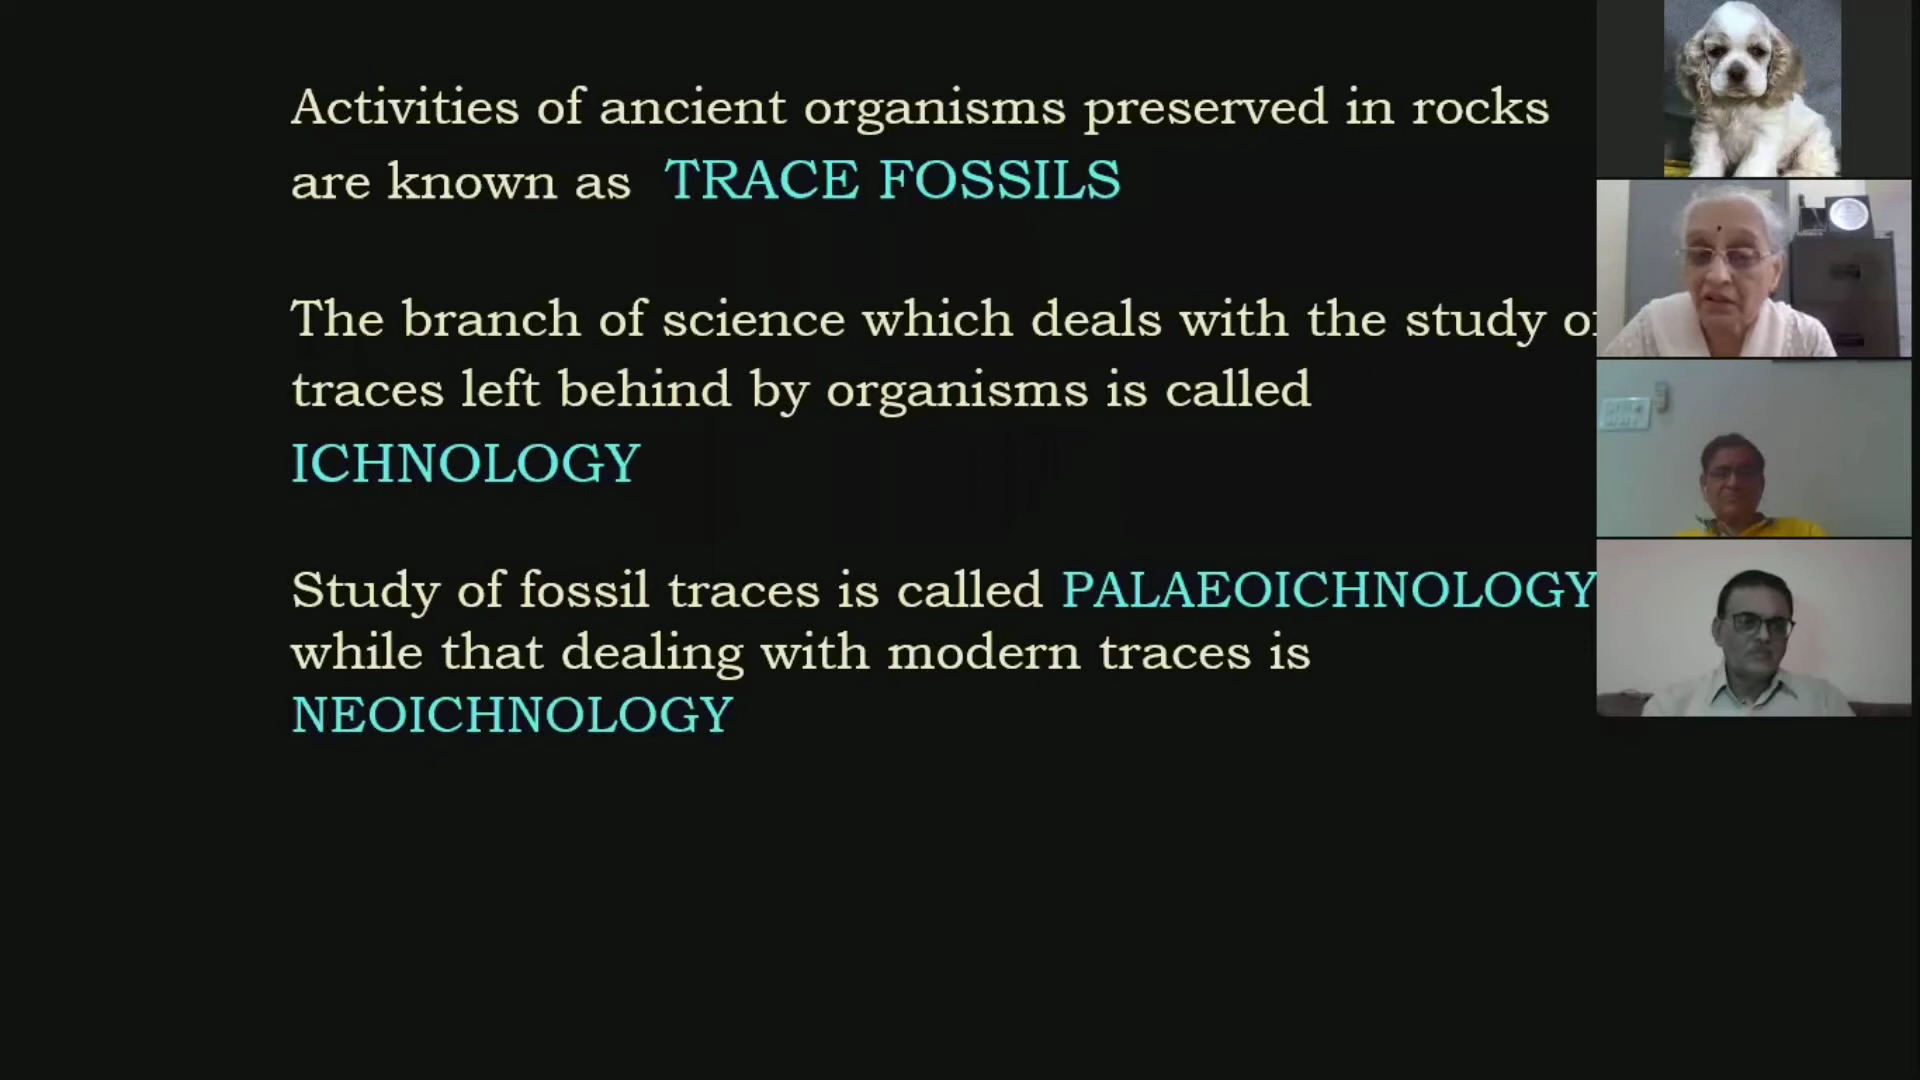 Activities of ancient organisms preserved in rocks
are known as TRACE FOSSILS
The branch of science which deals with the study of
traces left behind by organisms is called
ICHNOLOGY
Study of fossil traces is called PALAEOICHNOLOGY
while that dealing with modern traces is
NEOICHNOLOGY